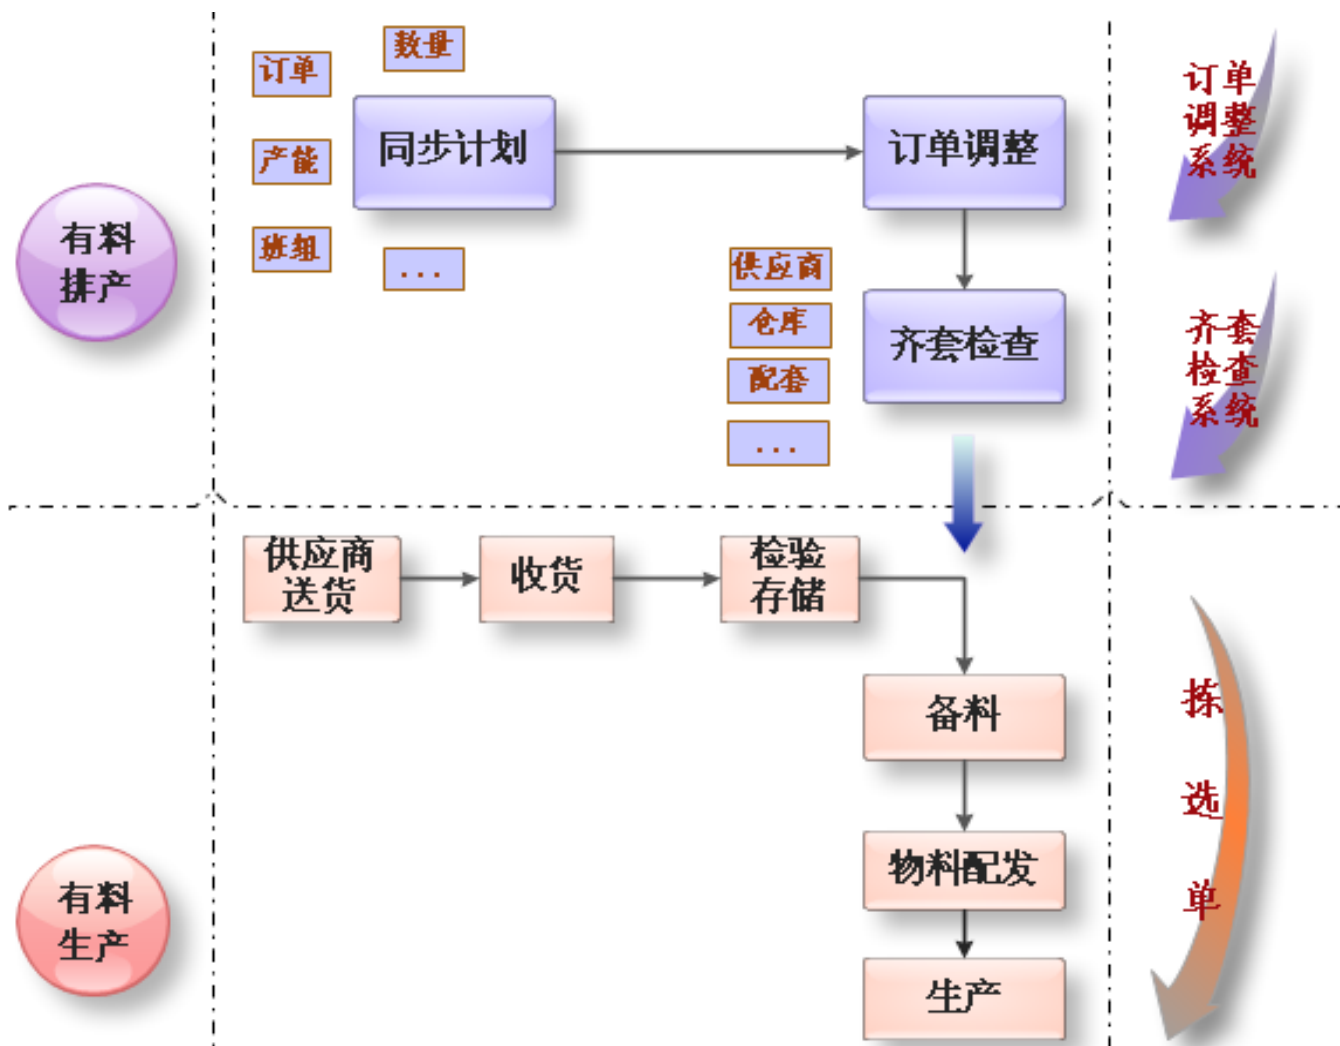 数量
订单
同步计划
产能
班组
...
订单调整
订单
调整
系统
有料
排产
供应商
仓库
配套
...
齐套检查
齐套
检查
系统
供应商
送货
收货
检验
存储
备料
物料配发
生产
拣
选
单
有料
生产